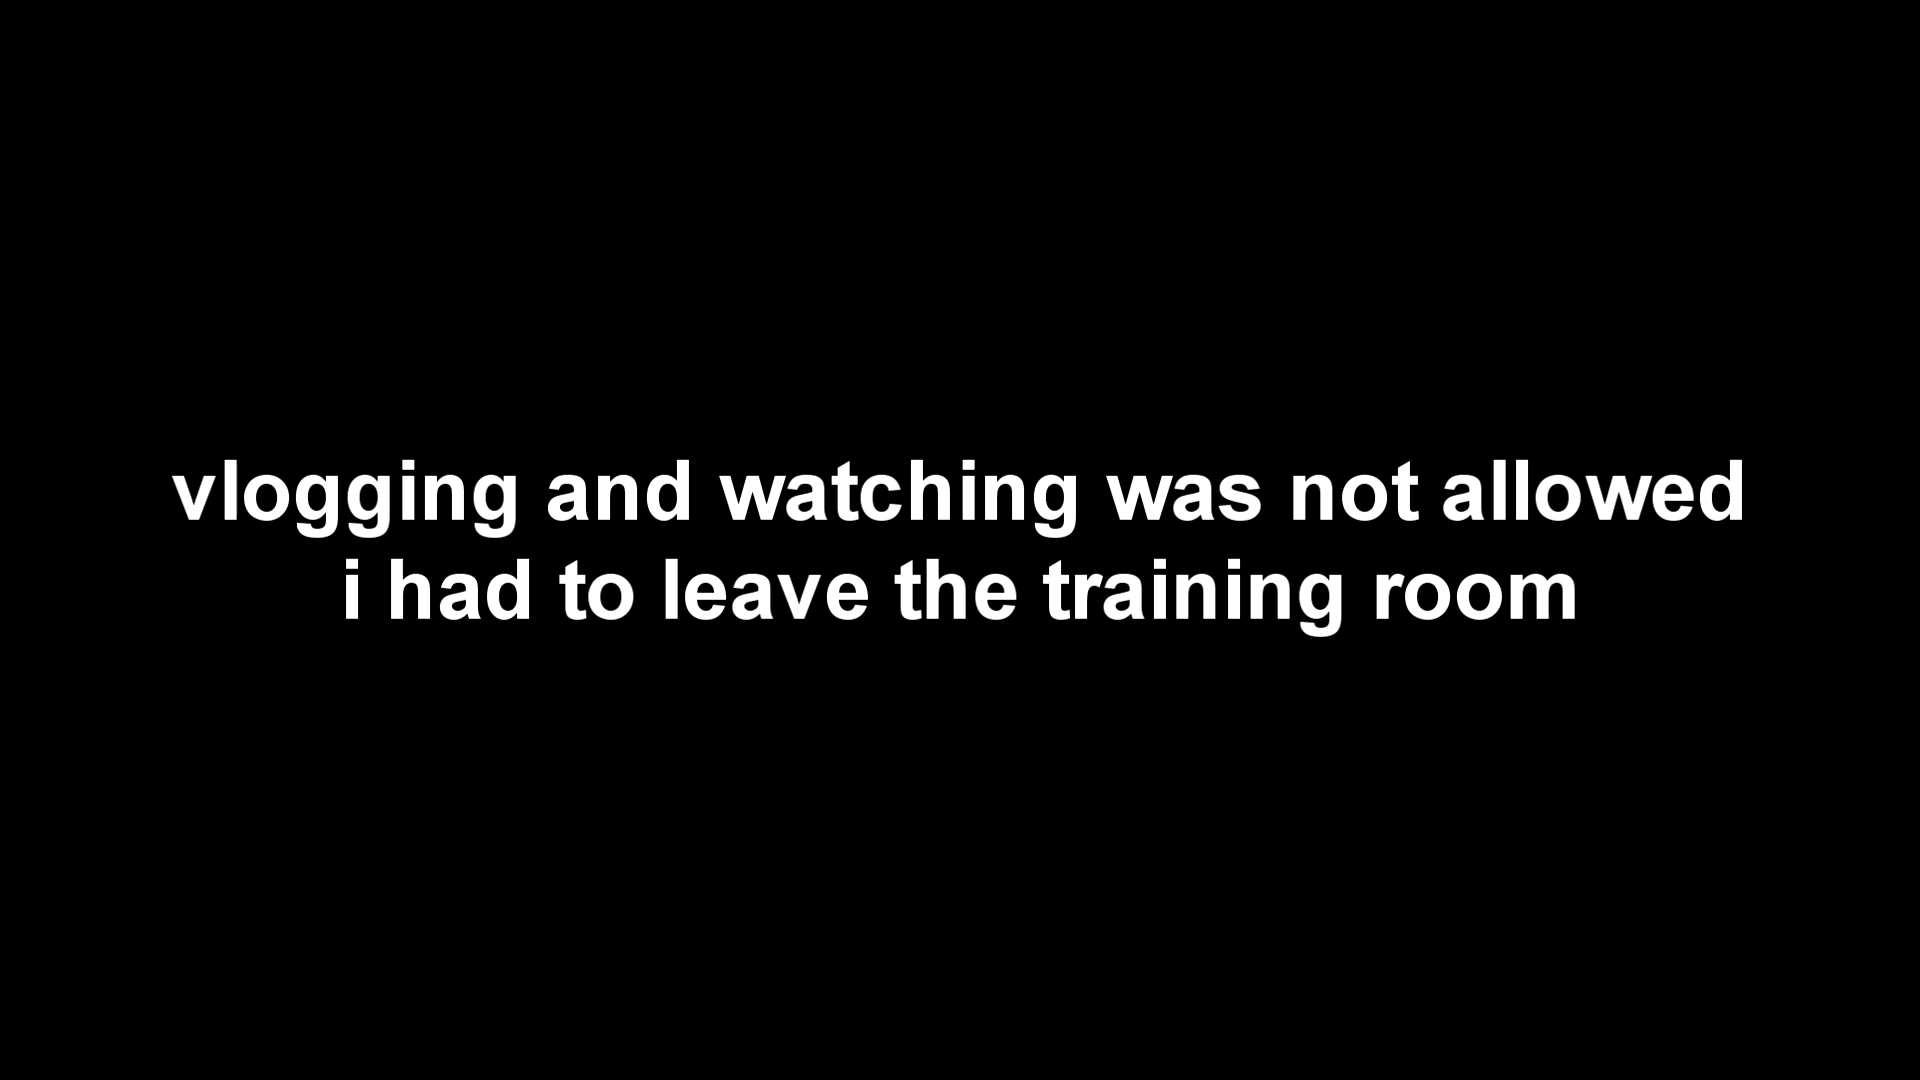 vlogging and watching was not allowed
i had to leave the training room